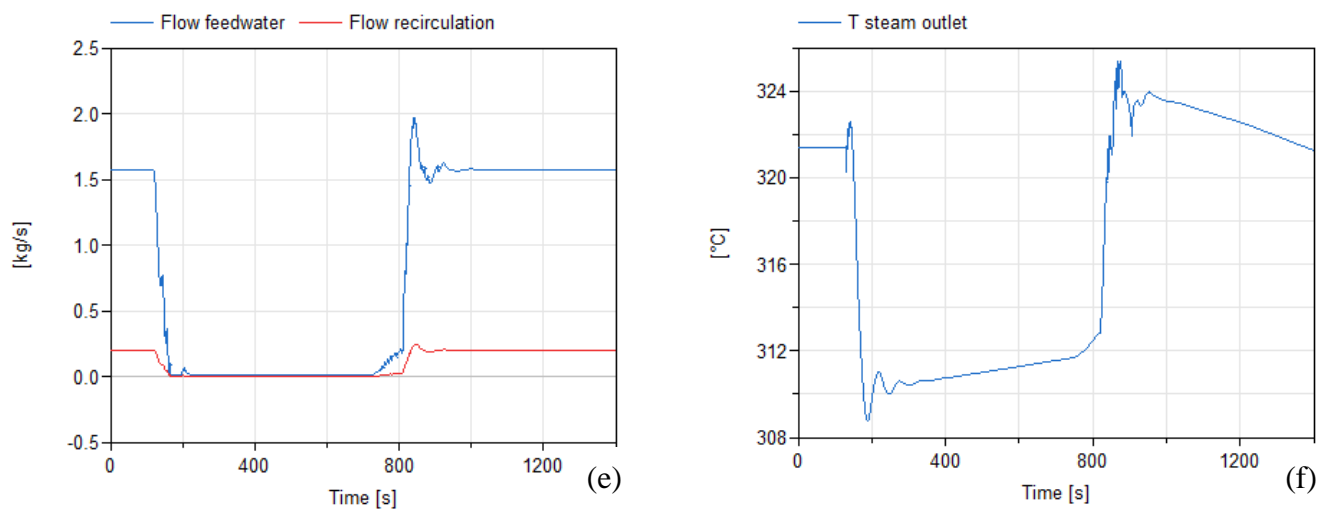 Flow feedwater Flow recirculation
2.5
2.0
1.5
1.0
0.5
0.0
-0.5
[kg/s]
0 400 800 1200
Time [s]
(e)
T steam outlet
324
320
316
312
308
[°C]
0 400 800 1200
Time [s]
(f)